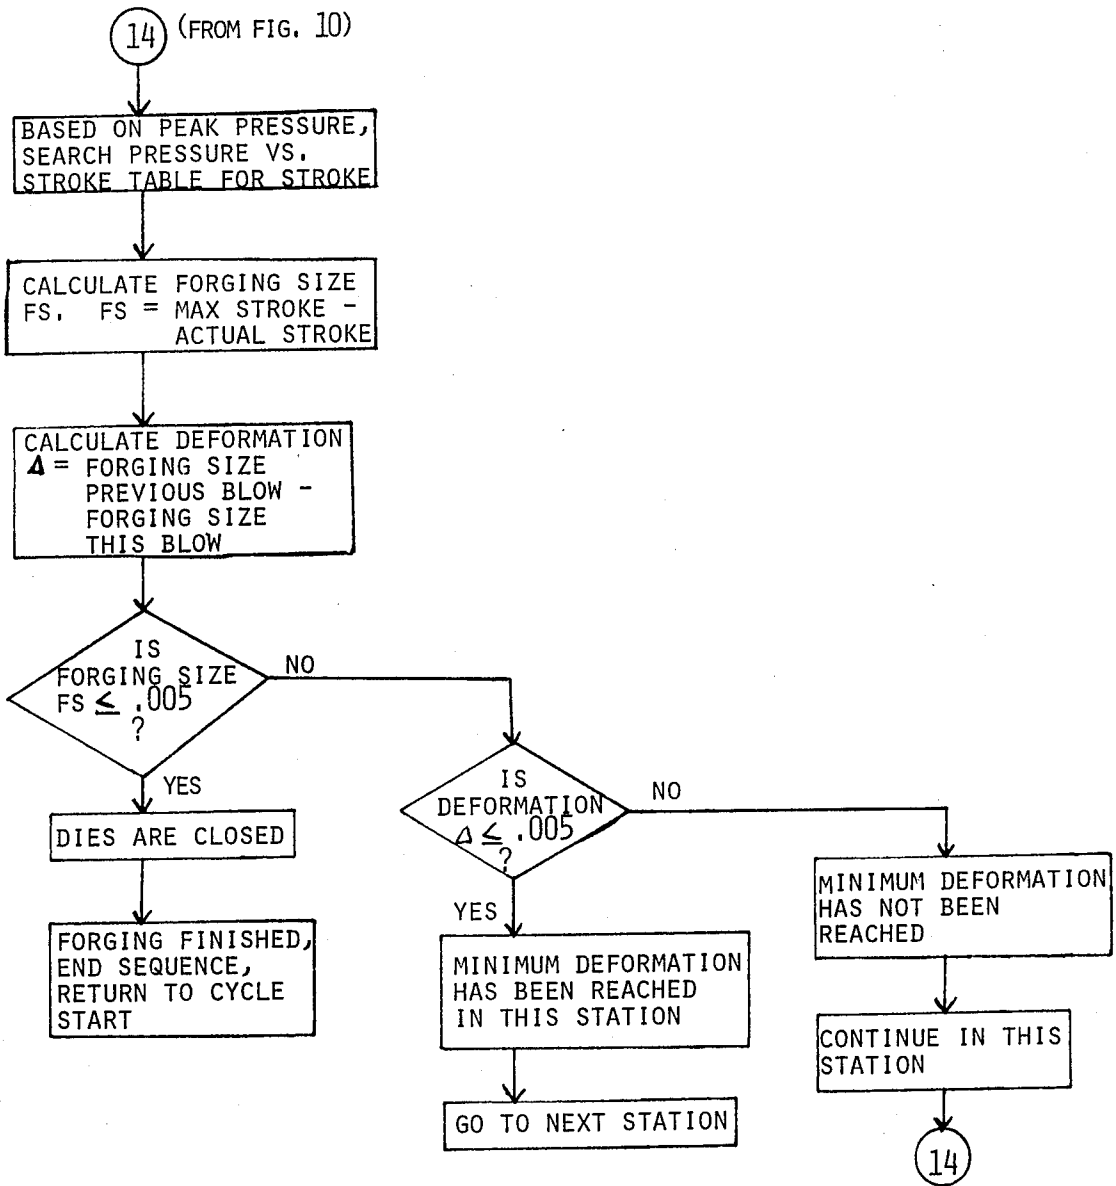 14 (FROM FIG. 10)
BASED ON PEAK PRESSURE,
SEARCH PRESSURE VS.
STROKE TABLE FOR STROKE
CALCULATE FORGING SIZE
FS. FS = MAX STROKE -
ACTUAL STROKE
CALCULATE DEFORMATION
Δ = FORGING SIZE
PREVIOUS BLOW -
FORGING SIZE
THIS BLOW
IS
FORGING SIZE
FS ≤ .005
?
NO
YES
DIES ARE CLOSED
FORGING FINISHED,
END SEQUENCE,
RETURN TO CYCLE
START
IS
DEFORMATION
Δ ≤ .005
?
NO
YES
MINIMUM DEFORMATION
HAS BEEN REACHED
IN THIS STATION
GO TO NEXT STATION
MINIMUM DEFORMATION
HAS NOT BEEN
REACHED
CONTINUE IN THIS
STATION
14